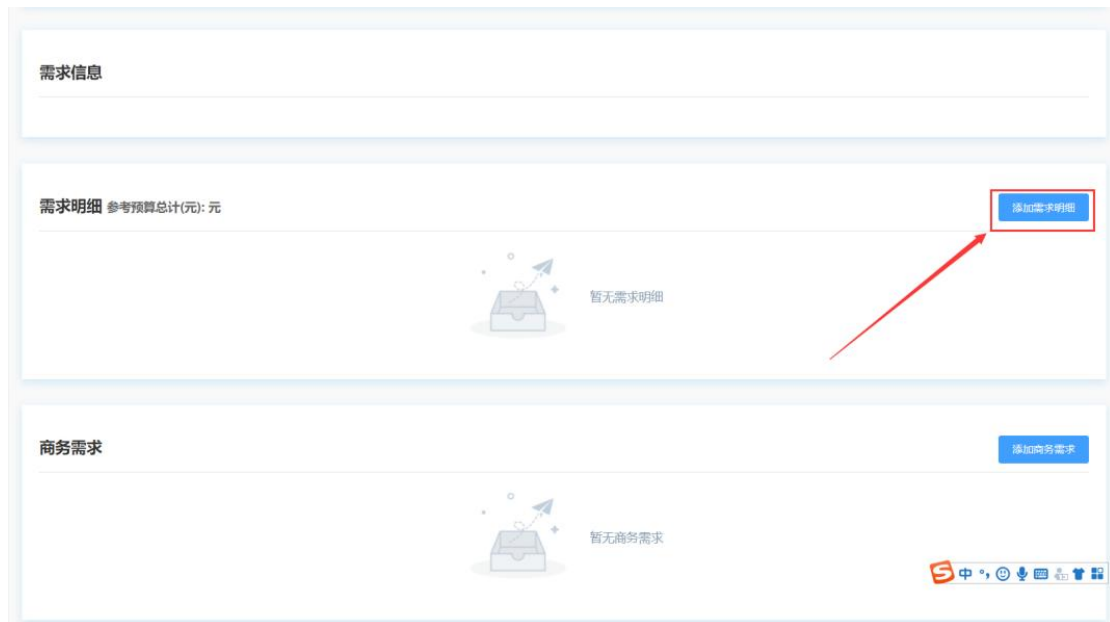 需求信息
需求明细 参考预算总计(元): 元
添加需求明细
暂无需求明细
商务需求
添加商务需求
暂无商务需求
中